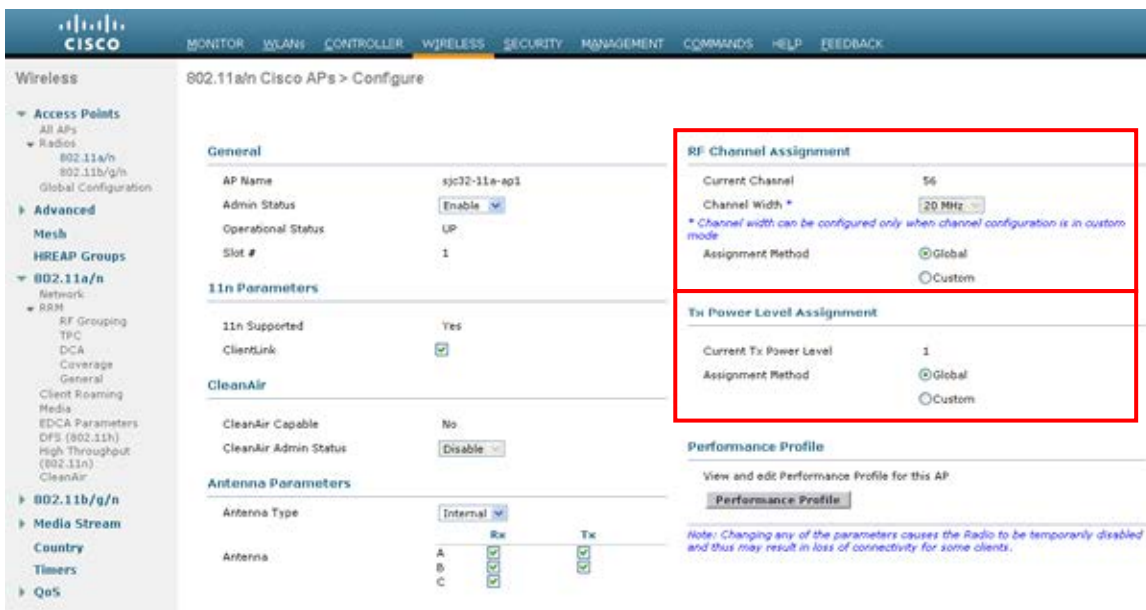 CISCO
MONITOR WLANs CONTROLLER WIRELESS SECURITY MANAGEMENT COMMANDS HELP FEEDBACK
Wireless
Access Points
All APs
Radios
802.11a/n
802.11b/g/n
Global Configuration
Advanced
Mesh
HREAP Groups
802.11a/n
Network
RRM
RF Grouping
TPC
DCA
Coverage
General
Client Roaming
Media
EDCA Parameters
DFS (802.11h)
High Throughput
(802.11n)
CleanAir
802.11b/g/n
Media Stream
Country
Timers
QoS
802.11a/n Cisco APs > Configure
General
AP Name sjc32-11a-ap1
Admin Status Enable
Operational Status UP
Slot # 1
11n Parameters
11n Supported Yes
ClientLink
CleanAir
CleanAir Capable No
CleanAir Admin Status Disable
Antenna Parameters
Antenna Type Internal
Rx Tx
Antenna A
B
C
RF Channel Assignment
Current Channel 56
Channel Width * 20 MHz
* Channel width can be configured only when channel configuration is in custom
mode
Assignment Method Global
Custom
Tx Power Level Assignment
Current Tx Power Level 1
Assignment Method Global
Custom
Performance Profile
View and edit Performance Profile for this AP
Performance Profile
Note: Changing any of the parameters causes the Radio to be temporarily disabled
and thus may result in loss of connectivity for some clients.